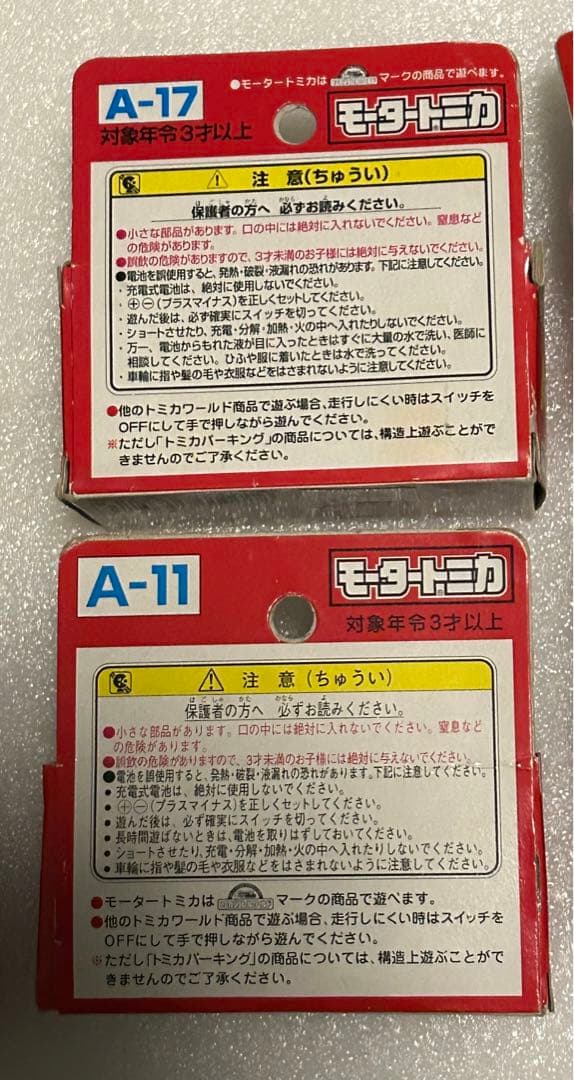 ●モータートミカは マークの商品で遊べます。
A-17
モータートミカ
対象年令3才以上
注 意(ちゅうい)
保護者の方へ 必ずお読みください。
●小さな部品があります。口の中には絶対に入れないでください。窒息など
の危険があります。
●誤飲の危険がありますので、3才未満のお子様には絶対に与えないでください。
●電池を誤使用すると、発熱・破裂・液漏れの恐れがあります。下記に注意してください。
・充電式電池は、絶対に使用しないでください。
・⊕⊖(プラスマイナス)を正しくセットしてください。
・遊んだ後は、必ず確実にスイッチを切ってください。
・ショートさせたり、充電・分解・加熱・火の中へ入れたりしないでください。
・万一、電池からもれた液が目に入ったときはすぐに大量の水で洗い、医師に
相談してください。ひふや服に着いたときは水で洗ってください。
・車輪に指や髪の毛や衣服などをはさまれないように注意してください。
●他のトミカワールド商品で遊ぶ場合、走行しにくい時はスイッチを
OFFにして手で押しながら遊んでください。
※ただし「トミカパーキング」の商品については、構造上遊ぶことがで
きませんのでご了承ください。
A-11
モータートミカ
対象年令3才以上
注 意(ちゅうい)
保護者の方へ 必ずお読みください。
●小さな部品があります。口の中には絶対に入れないでください。窒息など
の危険があります。
●誤飲の危険がありますので、3才未満のお子様には絶対に与えないでください。
●電池を誤使用すると、発熱・破裂・液漏れの恐れがあります。下記に注意してください。
・充電式電池は、絶対に使用しないでください。
・⊕⊖(プラスマイナス)を正しくセットしてください。
・遊んだ後は、必ず確実にスイッチを切ってください。
・長時間遊ばないときは、電池を取りはずしておいてください。
・ショートさせたり、充電・分解・加熱・火の中へ入れたりしないでください。
・車輪に指や髪の毛や衣服などをはさまれないように注意してください。
●モータートミカは マークの商品で遊べます。
●他のトミカワールド商品で遊ぶ場合、走行しにくい時はスイッチを
OFFにして手で押しながら遊んでください。
※ただし「トミカパーキング」の商品については、構造上遊ぶことがで
きませんのでご了承ください。